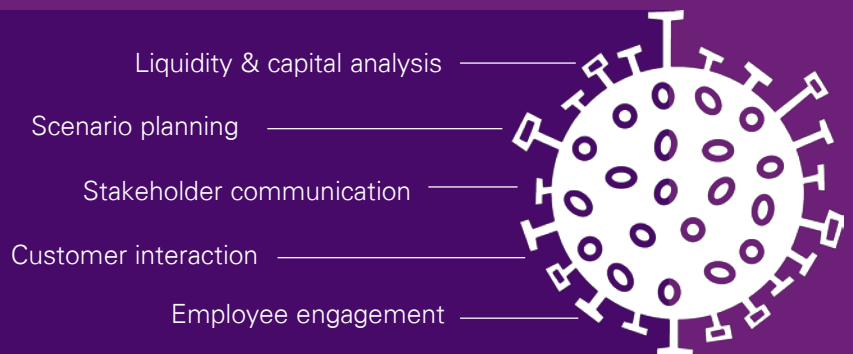 Liquidity & capital analysis
Scenario planning
Stakeholder communication
Customer interaction
Employee engagement